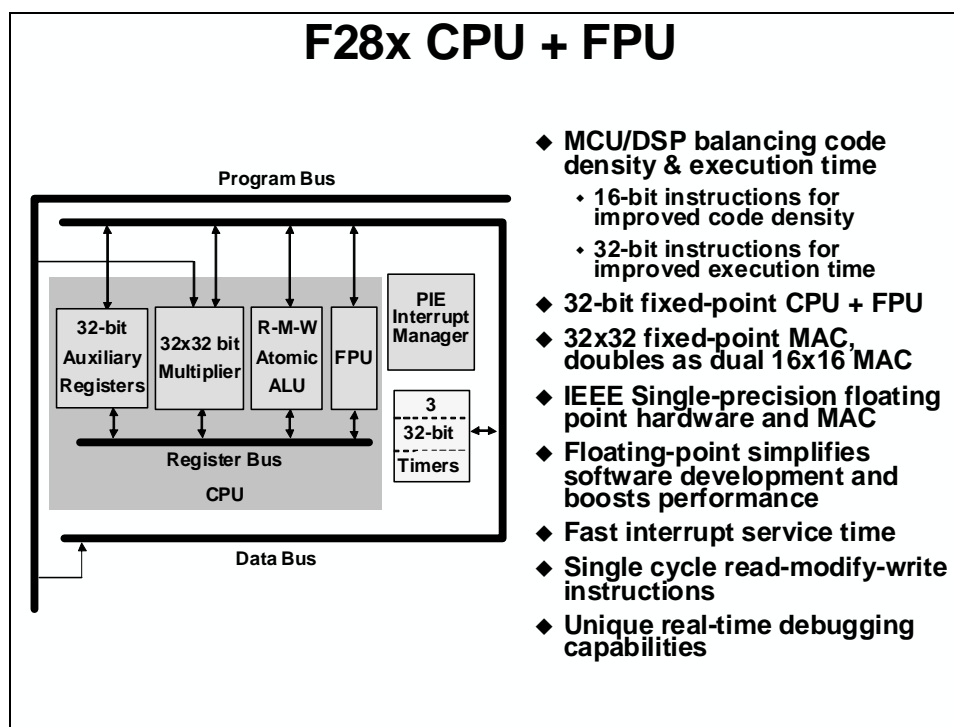 F28x CPU + FPU
Program Bus
32-bit
Auxiliary
Registers
32x32 bit
Multiplier
R-M-W
Atomic
ALU
FPU
PIE
Interrupt
Manager
3
32-bit
Timers
Register Bus
CPU
Data Bus
◆ MCU/DSP balancing code
density & execution time
◆ 16-bit instructions for
improved code density
◆ 32-bit instructions for
improved execution time
◆ 32-bit fixed-point CPU + FPU
◆ 32x32 fixed-point MAC,
doubles as dual 16x16 MAC
◆ IEEE Single-precision floating
point hardware and MAC
◆ Floating-point simplifies
software development and
boosts performance
◆ Fast interrupt service time
◆ Single cycle read-modify-write
instructions
◆ Unique real-time debugging
capabilities